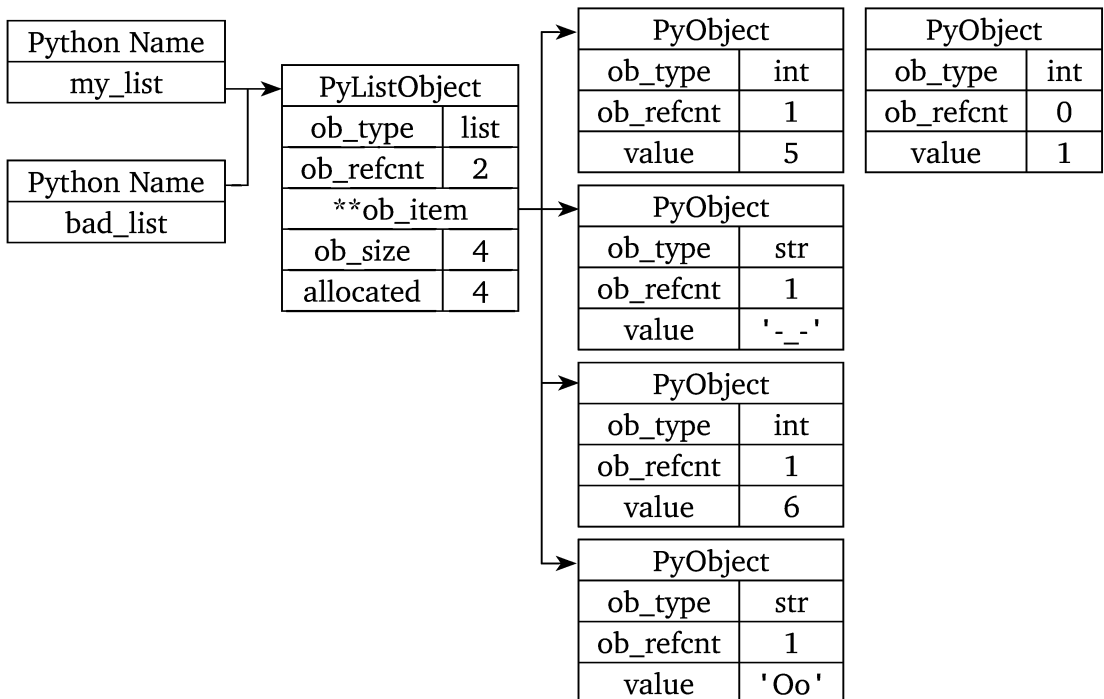 Python Name
my_list
Python Name
bad_list
PyListObject
ob_type list
ob_refcnt 2
**ob_item
ob_size 4
allocated 4
PyObject
ob_type int
ob_refcnt 1
value 5
PyObject
ob_type str
ob_refcnt 1
value '-_-'
PyObject
ob_type int
ob_refcnt 1
value 6
PyObject
ob_type str
ob_refcnt 1
value 'Oo'
PyObject
ob_type int
ob_refcnt 0
value 1